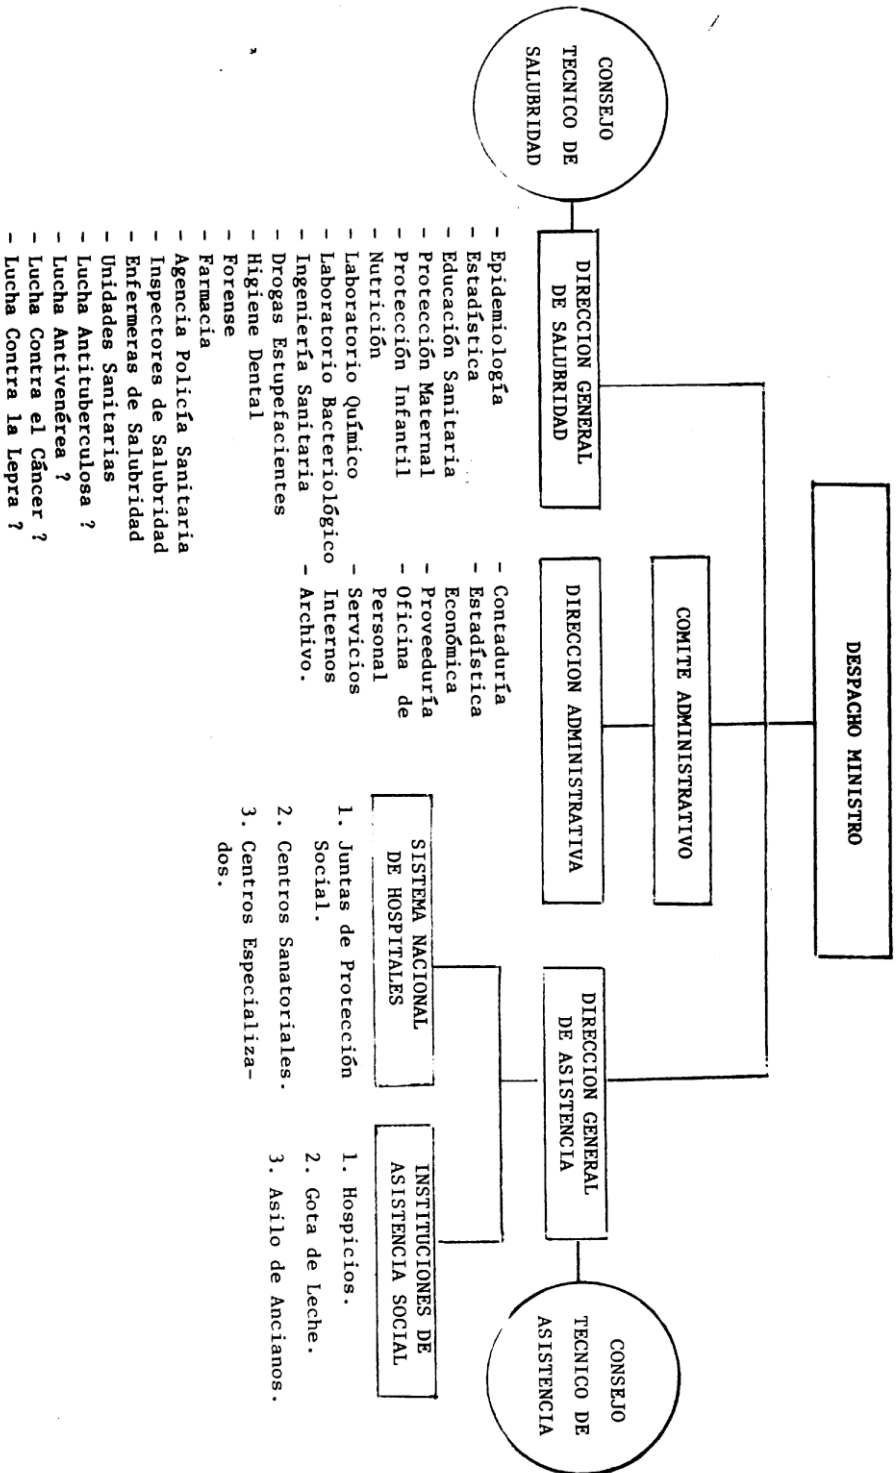 DESPACHO MINISTRO
COMITE ADMINISTRATIVO
CONSEJO
TECNICO DE
SALUBRIDAD
DIRECCION GENERAL
DE SALUBRIDAD
DIRECCION ADMINISTRATIVA
DIRECCION GENERAL
DE ASISTENCIA
CONSEJO
TECNICO DE
ASISTENCIA
- Epidemiología
- Estadística
- Educación Sanitaria
- Protección Maternal
- Protección Infantil
- Nutrición
- Laboratorio Químico
- Laboratorio Bacteriológico
- Ingeniería Sanitaria
- Drogas Estupefacientes
- Higiene Dental
- Forense
- Farmacia
- Agencia Policía Sanitaria
- Inspectores de Salubridad
- Enfermeras de Salubridad
- Unidades Sanitarias
- Lucha Antituberculosa ?
- Lucha Antivenérea ?
- Lucha Contra el Cáncer ?
- Lucha Contra la Lepra ?
- Contaduría
- Estadística
Económica
- Proveeduría
- Oficina de
Personal
- Servicios
Internos
- Archivo.
SISTEMA NACIONAL
DE HOSPITALES
1. Juntas de Protección
Social.
2. Centros Sanatoriales.
3. Centros Especializa-
dos.
INSTITUCIONES DE
ASISTENCIA SOCIAL
1. Hospicios.
2. Gota de Leche.
3. Asilo de Ancianos.